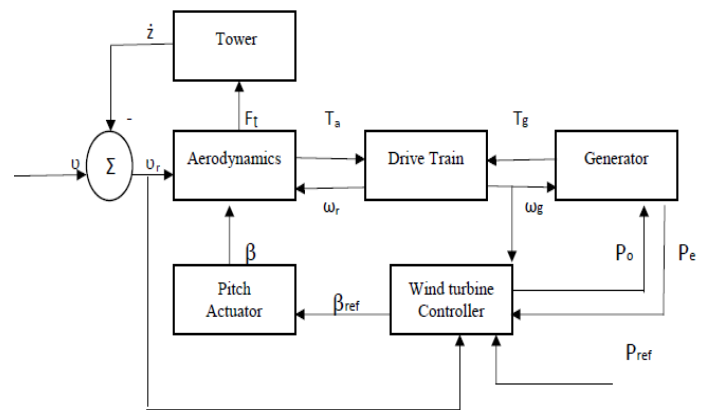 ż
Tower
-
Ft
Ta
Tg
υ
Σ
υr
Aerodynamics
Drive Train
Generator
ωr
ωg
β
Po
Pe
Pitch
Actuator
βref
Wind turbine
Controller
Pref